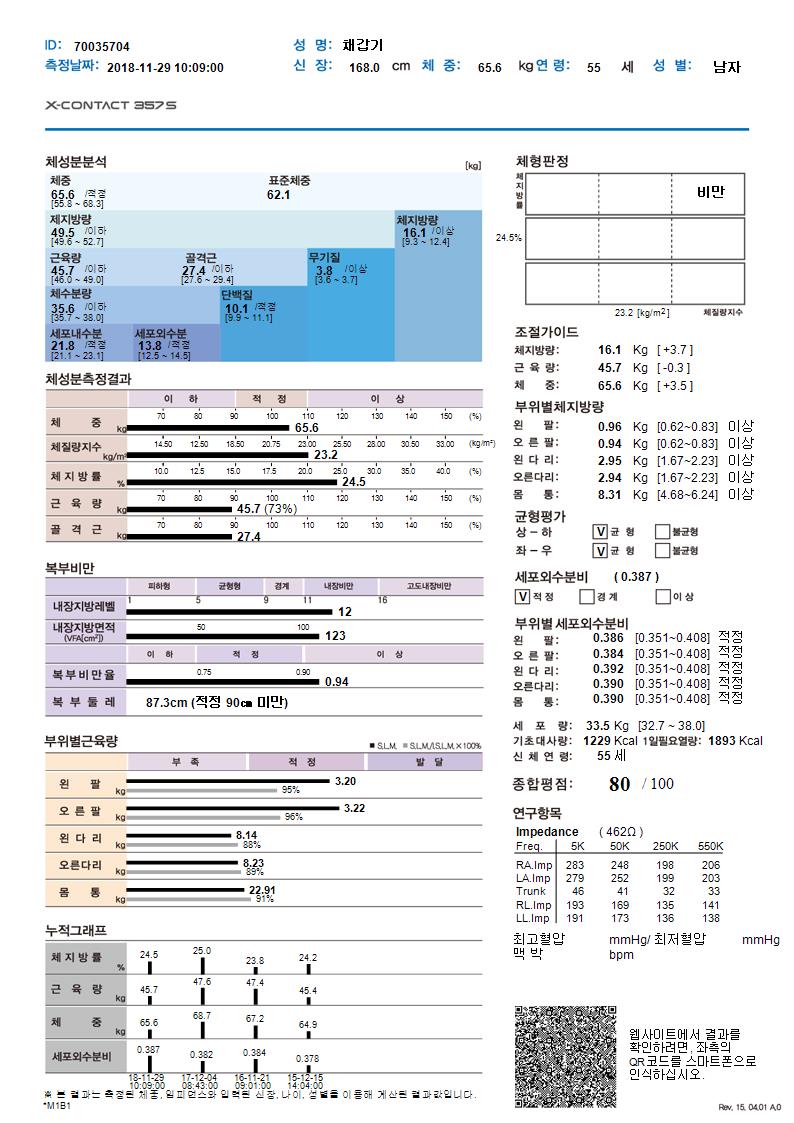 ID: 70035704 성 명: 채갑기
측정날짜: 2018-11-29 10:09:00 신 장: 168.0 cm 체 중: 65.6 kg 연 령: 55 세 성 별: 남자
X-CONTACT 357S
체성분분석 [kg]
체중 표준체중
65.6 /적정 62.1
[55.8 ~ 68.3]
제지방량 체지방량
49.5 /이하 16.1 /이상
[49.6 ~ 52.7] [9.3 ~ 12.4]
근육량 골격근 무기질
45.7 /이하 27.4 /이하 3.8 /이상
[46.0 ~ 49.0] [27.6 ~ 29.4] [3.6 ~ 3.7]
체수분량 단백질
35.6 /이하 10.1 /적정
[35.7 ~ 38.0] [9.9 ~ 11.1]
세포내수분 세포외수분
21.8 /적정 13.8 /적정
[21.1 ~ 23.1] [12.5 ~ 14.5]
체성분측정결과
이 하 적 정 이 상
체 중 kg 70 80 90 100 110 120 130 140 150 (%)
65.6
체질량지수 kg/m² 14.50 12.50 20.75 23.00 25.50 28.00 30.50 33.00 (kg/m²)
23.2
체 지 방 률 % 10.0 12.5 15.0 17.5 20.0 25.0 30.0 35.0 40.0 (%)
24.5
근 육 량 kg 70 80 90 100 110 120 130 140 150 (%)
45.7 (73%)
골 격 근 kg 70 80 90 100 110 120 130 140 150 (%)
27.4
복부비만
피하형 균형형 경계 내장비만 고도내장비만
내장지방레벨 1 5 9 11 16
12
내장지방면적 (VFA[cm²]) 50 100
123
이 하 적 정 이 상
복 부 비 만 율 0.75 0.90
0.94
복 부 둘 레 87.3cm (적정 90㎝ 미만)
부위별근육량 ■ S.L.M. ■ S.L.M./I.S.L.M.×100%
부 족 적 정 발 달
왼 팔 kg 3.20
95%
오 른 팔 kg 3.22
96%
왼 다 리 kg 8.14
88%
오른다리 kg 8.23
89%
몸 통 kg 22.91
91%
누적그래프
체 지 방 률 % 24.5 25.0 23.8 24.2
근 육 량 kg 45.7 47.6 47.4 45.4
체 중 kg 65.6 68.7 67.2 64.9
세포외수분비 0.387 0.382 0.384 0.378
18-11-29 17-12-04 16-11-21 15-12-15
10:09:00 08:43:00 09:01:00 14:04:00
※ 본 결과는 측정된 체중, 임피던스와 입력된 신장, 나이, 성별을 이용해 계산된 결과값입니다.
*M1B1
체형판정
체지방률
비만
24.5%
23.2 [kg/m²] 체질량지수
조절가이드
체지방량: 16.1 Kg [ +3.7 ]
근 육 량: 45.7 Kg [ -0.3 ]
체 중: 65.6 Kg [ +3.5 ]
부위별체지방량
왼 팔: 0.96 Kg [0.62~0.83] 이상
오 른 팔: 0.94 Kg [0.62~0.83] 이상
왼 다 리: 2.95 Kg [1.67~2.23] 이상
오른다리: 2.94 Kg [1.67~2.23] 이상
몸 통: 8.31 Kg [4.68~6.24] 이상
균형평가
상 – 하 V 균 형 불균형
좌 – 우 V 균 형 불균형
세포외수분비 ( 0.387 )
V 적 정 경 계 이 상
부위별 세포외수분비
왼 팔: 0.386 [0.351~0.408] 적정
오 른 팔: 0.384 [0.351~0.408] 적정
왼 다 리: 0.392 [0.351~0.408] 적정
오른다리: 0.390 [0.351~0.408] 적정
몸 통: 0.390 [0.351~0.408] 적정
세 포 량: 33.5 Kg [32.7 ~ 38.0]
기초대사량: 1229 Kcal 1일필요열량: 1893 Kcal
신 체 연 령: 55 세
종합평점: 80 / 100
연구항목
Impedance ( 462Ω )
Freq. 5K 50K 250K 550K
RA.Imp 283 248 198 206
LA.Imp 279 252 199 203
Trunk 46 41 32 33
RL.Imp 193 169 135 141
LL.Imp 191 173 136 138
최고혈압 mmHg/ 최저혈압 mmHg
맥 박 bpm
웹사이트에서 결과를
확인하려면, 좌측의
QR코드를 스마트폰으로
인식하십시오.
Rev, 15, 04,01 A,0